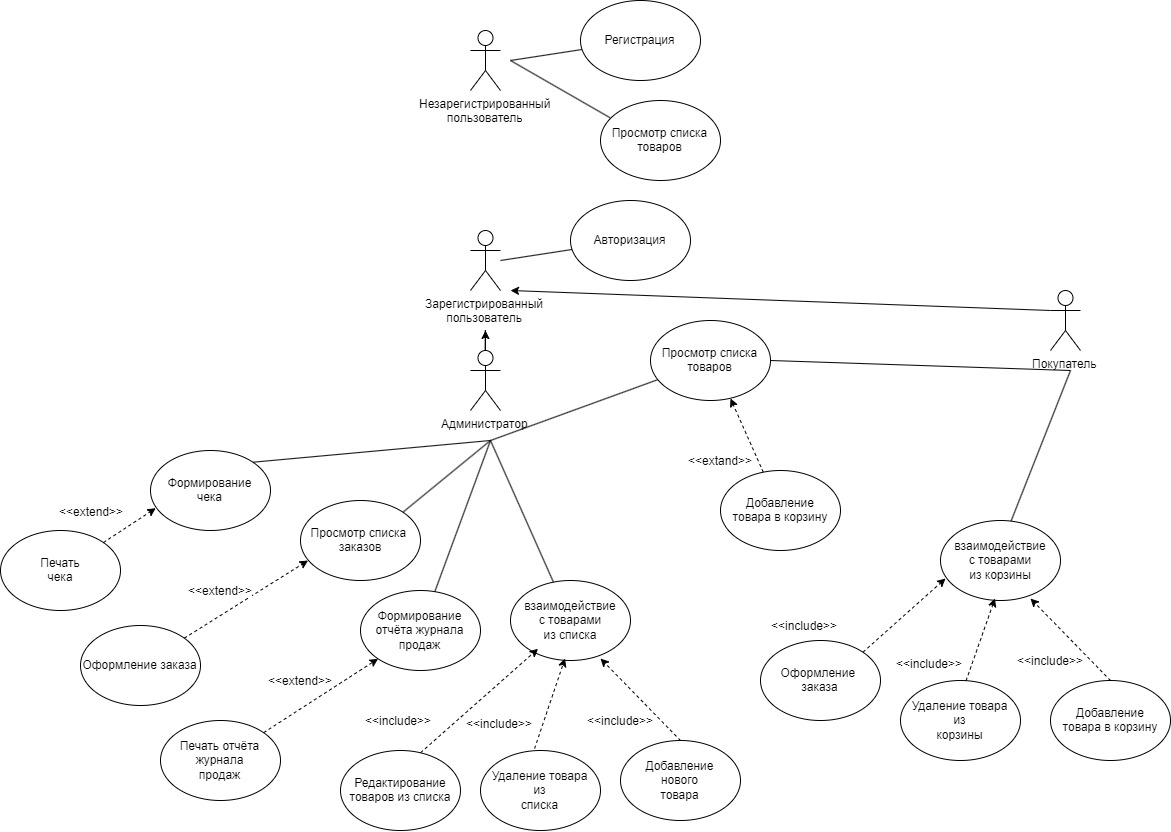 Регистрация
Незарегистрированный
пользователь
Просмотр списка
товаров
Авторизация
Зарегистрированный
пользователь
Просмотр списка
товаров
Покупатель
Администратор
<<extand>>
Формирование
чека
Добавление
товара в корзину
<<extend>>
Просмотр списка
заказов
взаимодействие
с товарами
из корзины
Печать
чека
<<extend>>
Формирование
отчёта журнала
продаж
взаимодействие
с товарами
из списка
<<include>>
Оформление заказа
<<include>>
<<include>>
<<extend>>
Оформление
заказа
Удаление товара
из
корзины
Добавление
товара в корзину
<<include>>
<<include>>
<<include>>
Печать отчёта
журнала
продаж
Редактирование
товаров из списка
Удаление товара
из
списка
Добавление
нового
товара